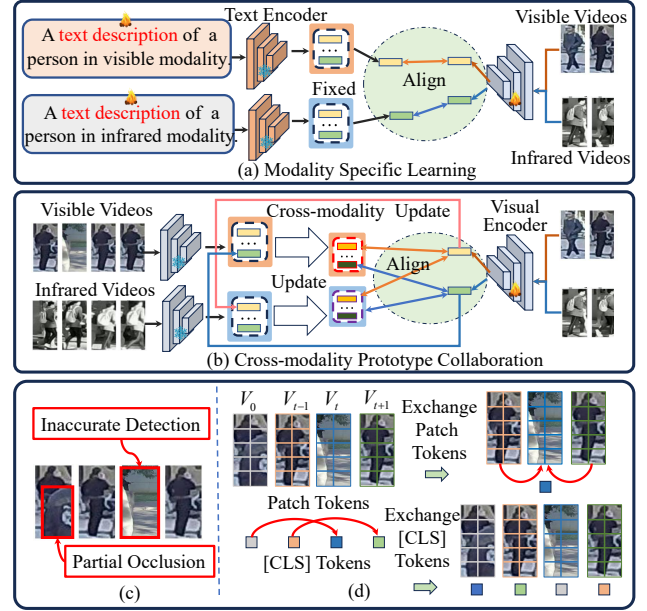 Text Encoder
Visible Videos
A text description of a
person in visible modality.
Align
Fixed
A text description of a
person in infrared modality.
Infrared Videos
(a) Modality Specific Learning
Visible Videos
Cross-modality Update
Visual
Encoder
Align
Infrared Videos
Update
(b) Cross-modality Prototype Collaboration
Inaccurate Detection
Partial Occlusion
(c)
V0 Vt−1 Vt Vt+1
Exchange
Patch
Tokens
Patch Tokens
[CLS] Tokens
Exchange
[CLS]
Tokens
(d)